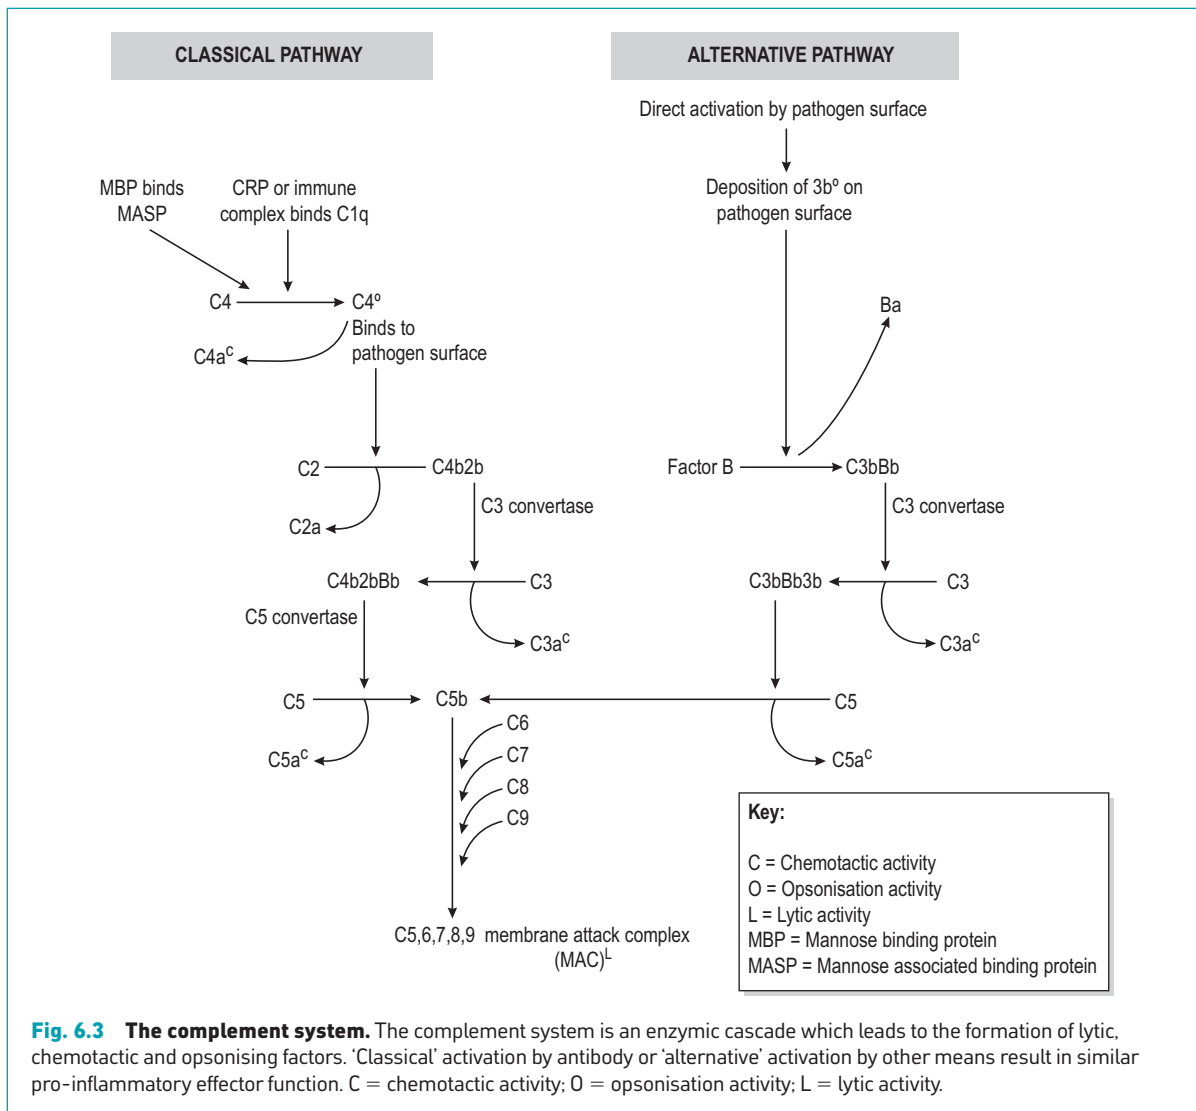 CLASSICAL PATHWAY
ALTERNATIVE PATHWAY
Direct activation by pathogen surface
Deposition of 3bº on
pathogen surface
MBP binds
MASP
CRP or immune
complex binds C1q
C4
C4º
Binds to
pathogen surface
C4aᶜ
Ba
C2
C4b2b
C2a
C3 convertase
Factor B
C3bBb
C3 convertase
C4b2bBb
C3
C3aᶜ
C5 convertase
C3bBb3b
C3
C3aᶜ
C5
C5b
C5
C5aᶜ
C5aᶜ
C6
C7
C8
C9
C5,6,7,8,9 membrane attack complex
(MAC)ᴸ
Key:
C = Chemotactic activity
O = Opsonisation activity
L = Lytic activity
MBP = Mannose binding protein
MASP = Mannose associated binding protein
Fig. 6.3 The complement system. The complement system is an enzymic cascade which leads to the formation of lytic,
chemotactic and opsonising factors. ‘Classical’ activation by antibody or ‘alternative’ activation by other means result in similar
pro-inflammatory effector function. C = chemotactic activity; O = opsonisation activity; L = lytic activity.